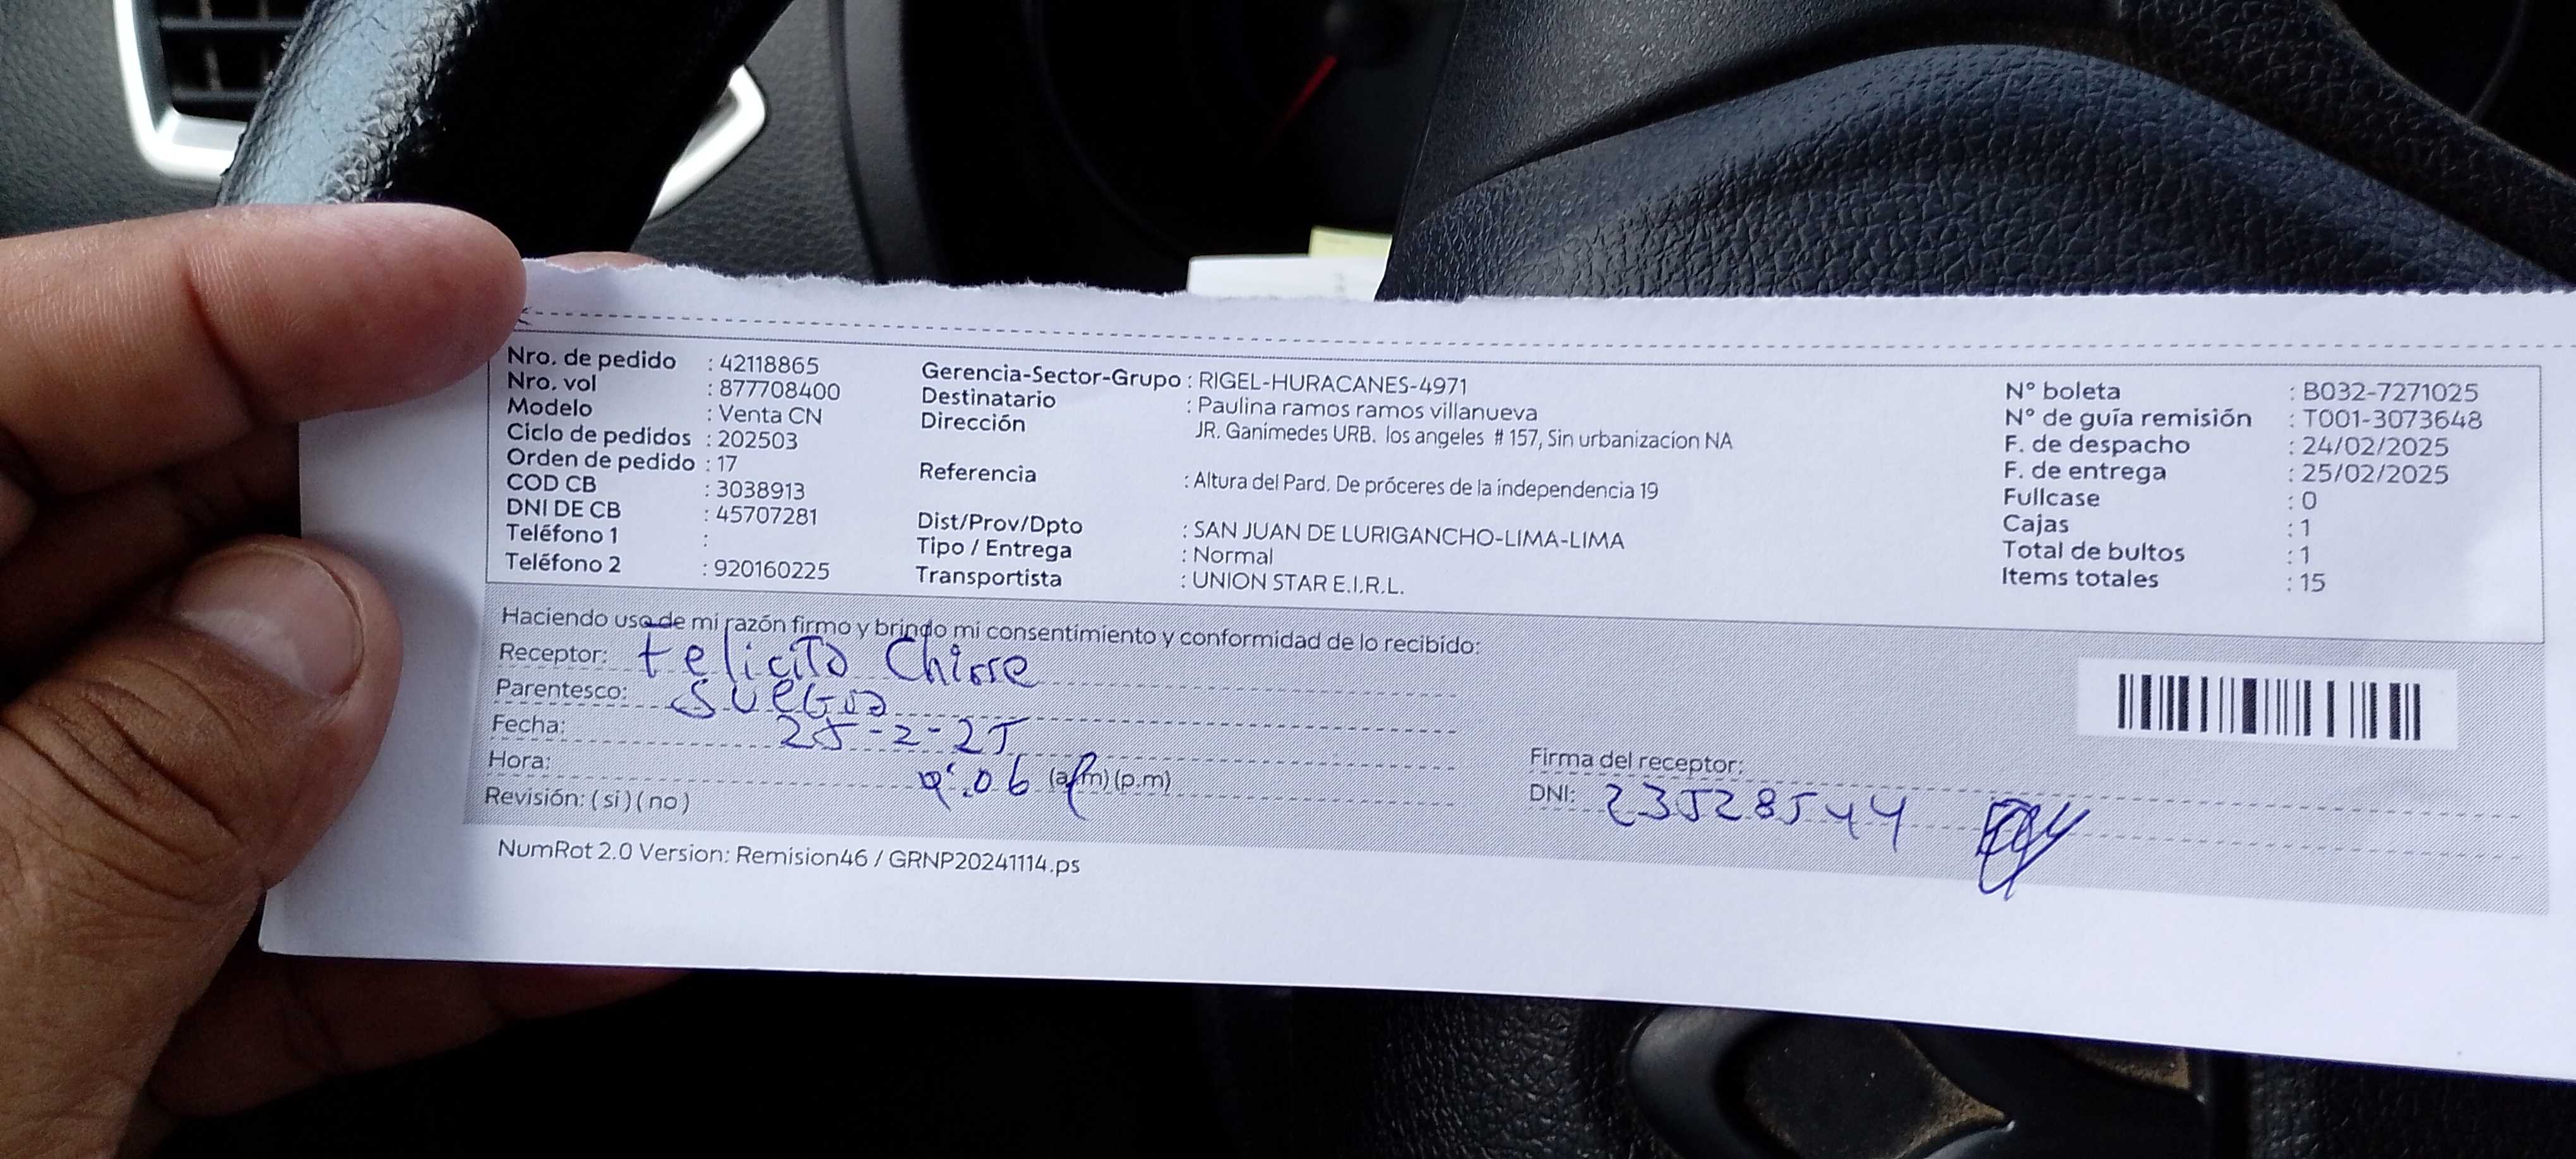 Nro. de pedido : 42118865
Nro. vol : 877708400
Modelo : Venta CN
Ciclo de pedidos : 202503
Orden de pedido : 17
COD CB : 3038913
DNI DE CB : 45707281
Teléfono 1 :
Teléfono 2 : 920160225
Gerencia-Sector-Grupo : RIGEL-HURACANES-4971
Destinatario : Paulina ramos ramos villanueva
Dirección JR. Ganimedes URB. los angeles # 157, Sin urbanizacion NA
Referencia : Altura del Pard. De próceres de la independencia 19
Dist/Prov/Dpto : SAN JUAN DE LURIGANCHO-LIMA-LIMA
Tipo / Entrega : Normal
Transportista : UNION STAR E.I.R.L.
N° boleta : B032-7271025
N° de guía remisión : T001-3073648
F. de despacho : 24/02/2025
F. de entrega : 25/02/2025
Fullcase : 0
Cajas : 1
Total de bultos : 1
Items totales : 15
Haciendo uso de mi razón firmo y brindo mi consentimiento y conformidad de lo recibido:
Receptor: felicito Chirre
Parentesco: SUEGRO
Fecha: 25-2-25
Hora: 9:06 (a.m) (p.m)
Revisión: ( si ) ( no )
Firma del receptor:
DNI: 23528544
NumRot 2.0 Version: Remision46 / GRNP20241114.ps